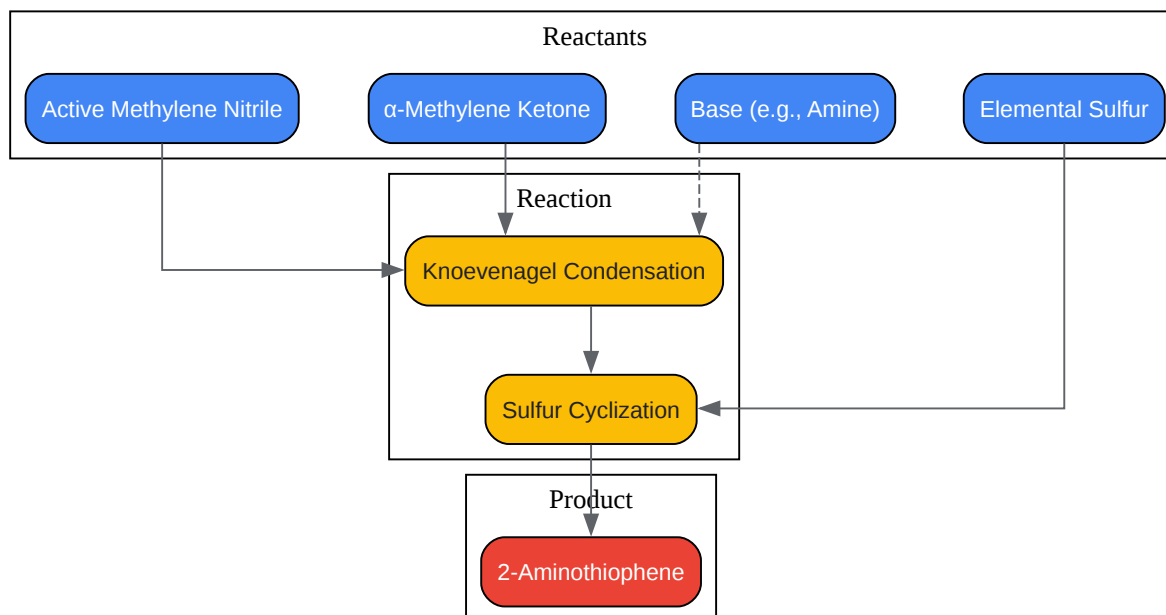 Reactants
Active Methylene Nitrile
α-Methylene Ketone
Base (e.g., Amine)
Elemental Sulfur
Reaction
Knoevenagel Condensation
Sulfur Cyclization
Product
2-Aminothiophene